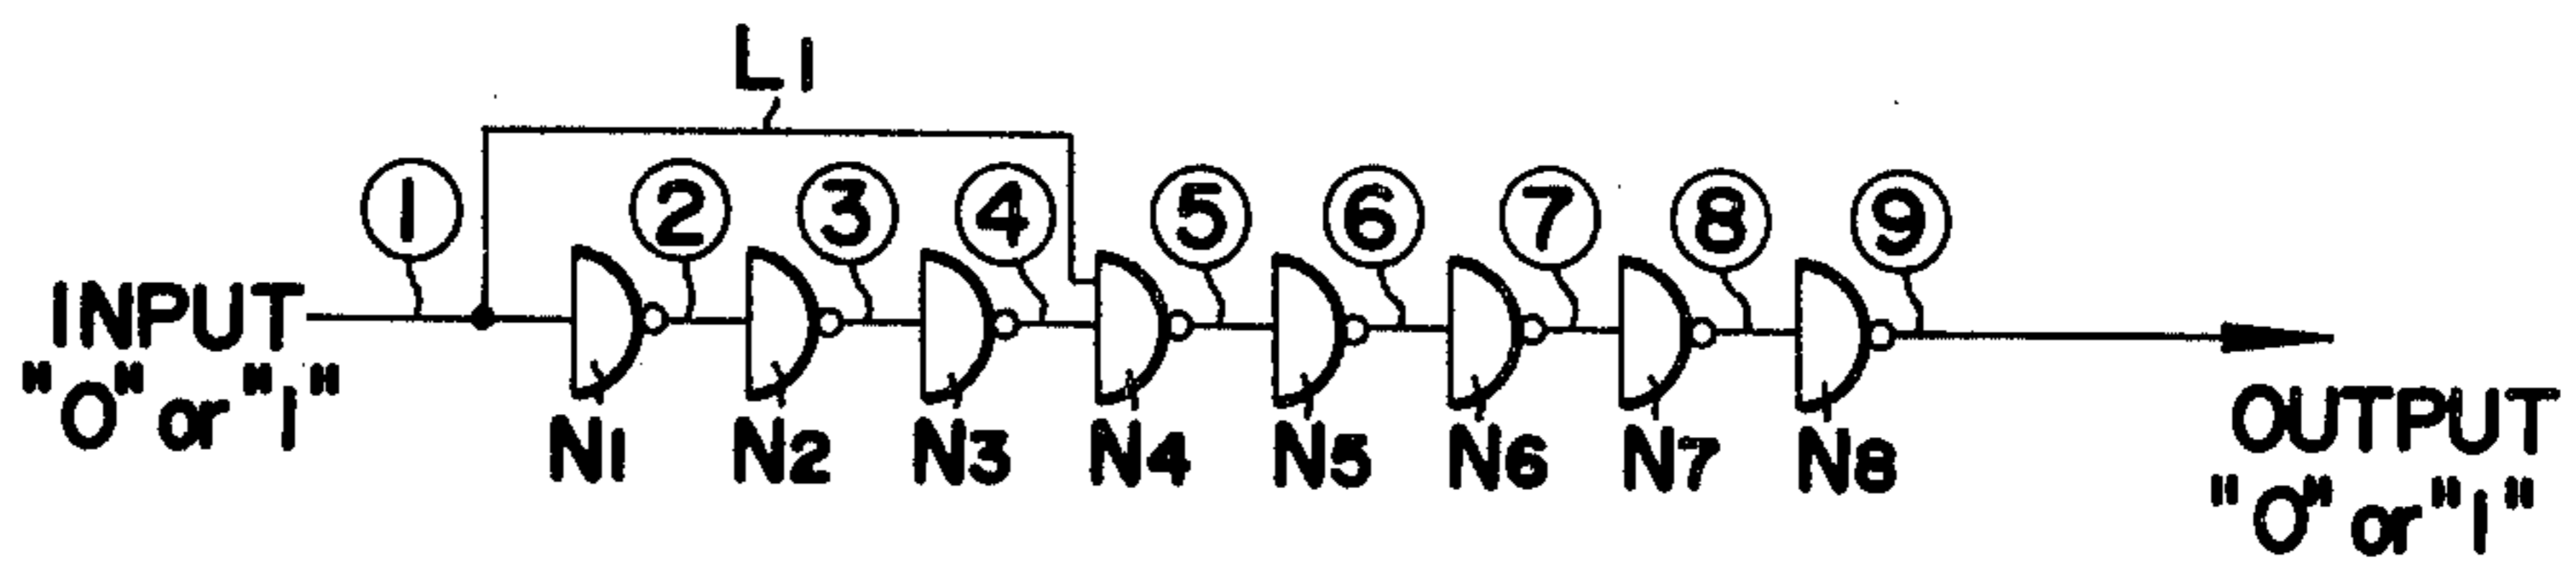 L1
① ② ③ ④ ⑤ ⑥ ⑦ ⑧ ⑨
INPUT
"0" or "1"
N1 N2 N3 N4 N5 N6 N7 N8
OUTPUT
"0" or "1"